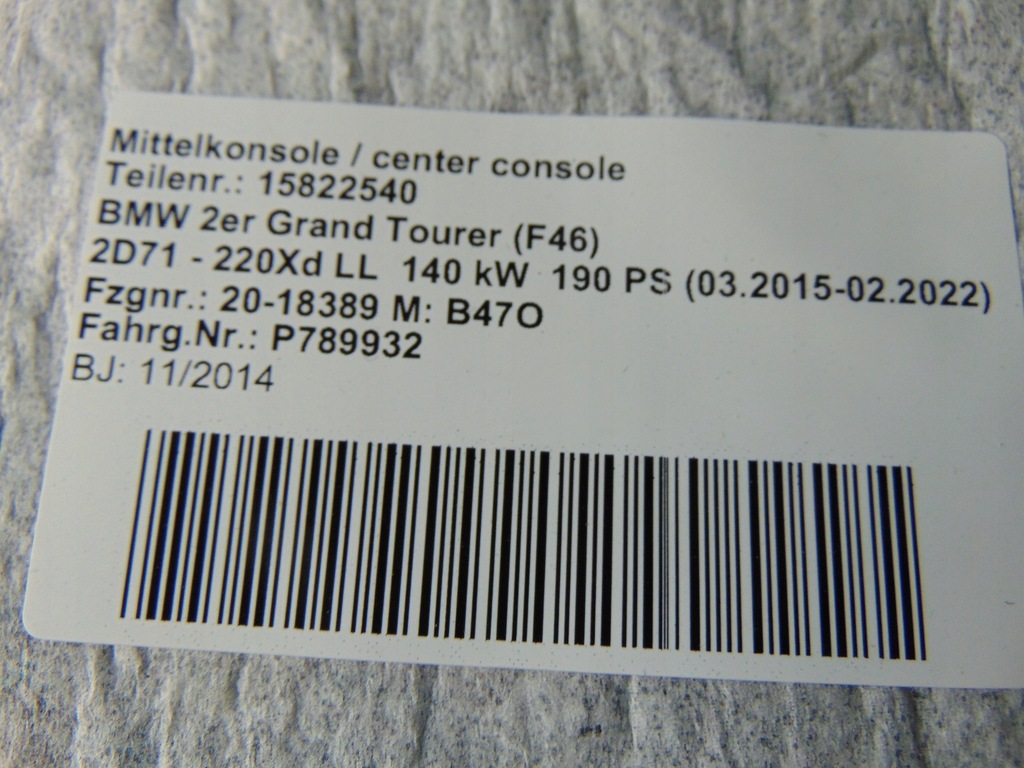 Mittelkonsole / center console
Teilenr.: 15822540
BMW 2er Grand Tourer (F46)
2D71 - 220Xd LL 140 kW 190 PS (03.2015-02.2022)
Fzgnr.: 20-18389 M: B47O
Fahrg.Nr.: P789932
BJ: 11/2014